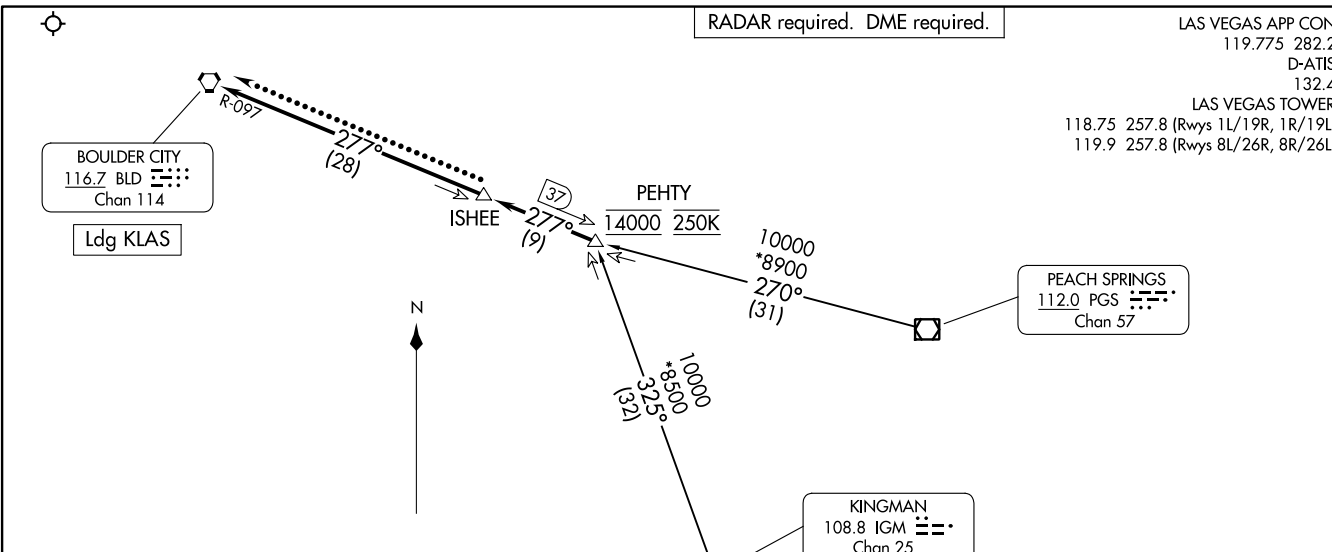 RADAR required. DME required.
LAS VEGAS APP CON
119.775 282.2
D-ATIS
132.4
LAS VEGAS TOWER
118.75 257.8 (Rwys 1L/19R, 1R/19L
119.9 257.8 (Rwys 8L/26R, 8R/26L
R-097
277°
(28)
BOULDER CITY
116.7 BLD
Chan 114
Ldg KLAS
ISHEE
37
277°
(9)
PEHTY
14000 250K
10000
*8900
270°
(31)
PEACH SPRINGS
112.0 PGS
Chan 57
N
10000
*8500
325°
(32)
KINGMAN
108.8 IGM
Chan 25